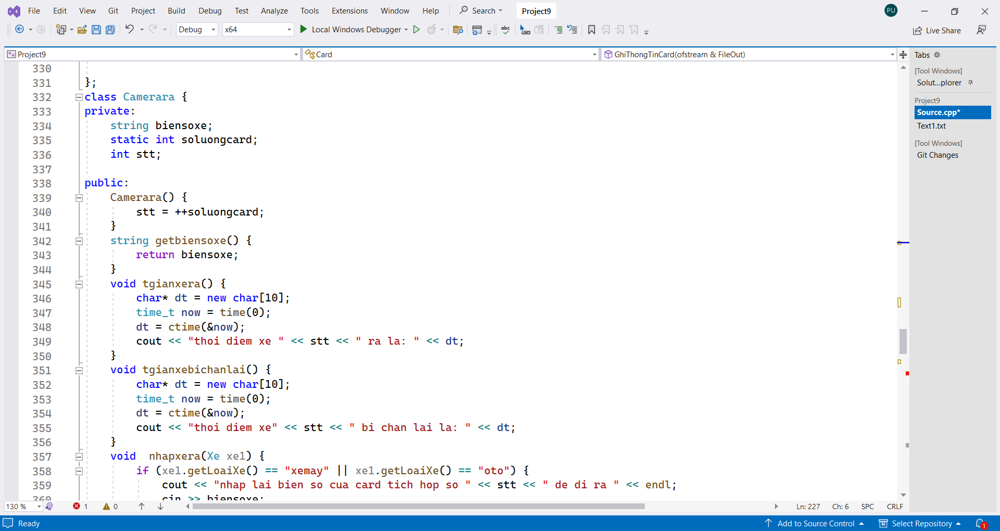 File Edit View Git Project Build Debug Test Analyze Tools Extensions Window Help Search Project9 PU
Debug x64 Local Windows Debugger abc Live Share
Project9 Card GhiThongTinCard(ofstream & FileOut) Tabs
[Tool Windows]
Solut...plorer
Project9
Source.cpp*
Text1.txt
[Tool Windows]
Git Changes
330
331 };
332 class Camerara {
333 private:
334 string biensoxe;
335 static int soluongcard;
336 int stt;
337
338 public:
339 Camerara() {
340 stt = ++soluongcard;
341 }
342 string getbiensoxe() {
343 return biensoxe;
344 }
345 void tgianxera() {
346 char* dt = new char[10];
347 time_t now = time(0);
348 dt = ctime(&now);
349 cout << "thoi diem xe " << stt << " ra la: " << dt;
350 }
351 void tgianxebichanlai() {
352 char* dt = new char[10];
353 time_t now = time(0);
354 dt = ctime(&now);
355 cout << "thoi diem xe" << stt << " bi chan lai la: " << dt;
356 }
357 void  nhapxera(Xe xe1) {
358 if (xe1.getLoaiXe() == "xemay" || xe1.getLoaiXe() == "oto") {
359 cout << "nhap lai bien so cua card tich hop so " << stt << " de di ra " << endl;
360 cin >> biensoxe;
130 % 1 0 Ln: 227 Ch: 6 SPC CRLF
Ready Add to Source Control Select Repository 1